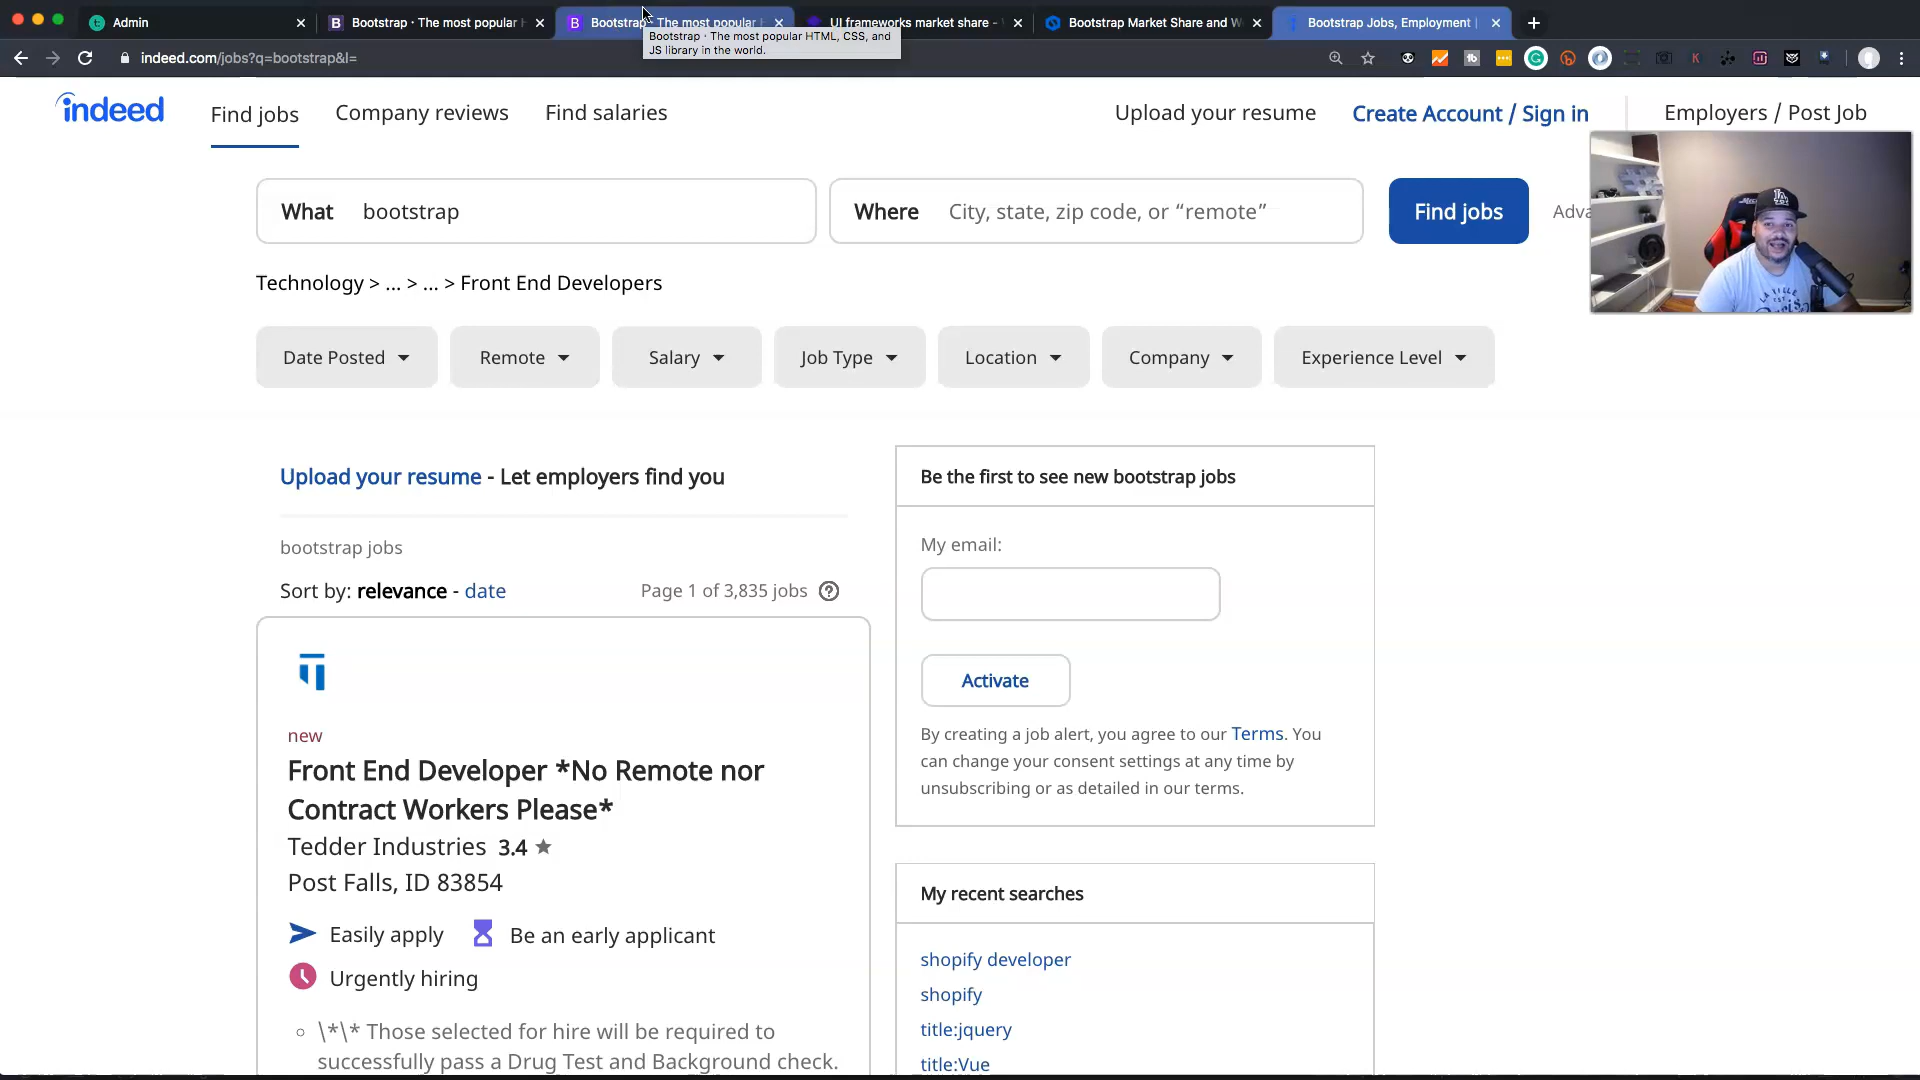 Admin
Bootstrap · The most popular H
Bootstrap · The most popular H
UI frameworks market share -
Bootstrap Market Share and W
Bootstrap Jobs, Employment |
Bootstrap · The most popular HTML, CSS, and
JS library in the world.
indeed.com/jobs?q=bootstrap&l=
indeed
Find jobs
Company reviews
Find salaries
Upload your resume
Create Account / Sign in
Employers / Post Job
What bootstrap
Where City, state, zip code, or “remote”
Find jobs
Adva
Technology > ... > ... > Front End Developers
Date Posted
Remote
Salary
Job Type
Location
Company
Experience Level
Upload your resume - Let employers find you
bootstrap jobs
Sort by: relevance - date
Page 1 of 3,835 jobs
new
Front End Developer *No Remote nor
Contract Workers Please*
Tedder Industries 3.4
Post Falls, ID 83854
Easily apply
Be an early applicant
Urgently hiring
\*\* Those selected for hire will be required to
successfully pass a Drug Test and Background check.
Be the first to see new bootstrap jobs
My email:
Activate
By creating a job alert, you agree to our Terms. You
can change your consent settings at any time by
unsubscribing or as detailed in our terms.
My recent searches
shopify developer
shopify
title:jquery
title:Vue